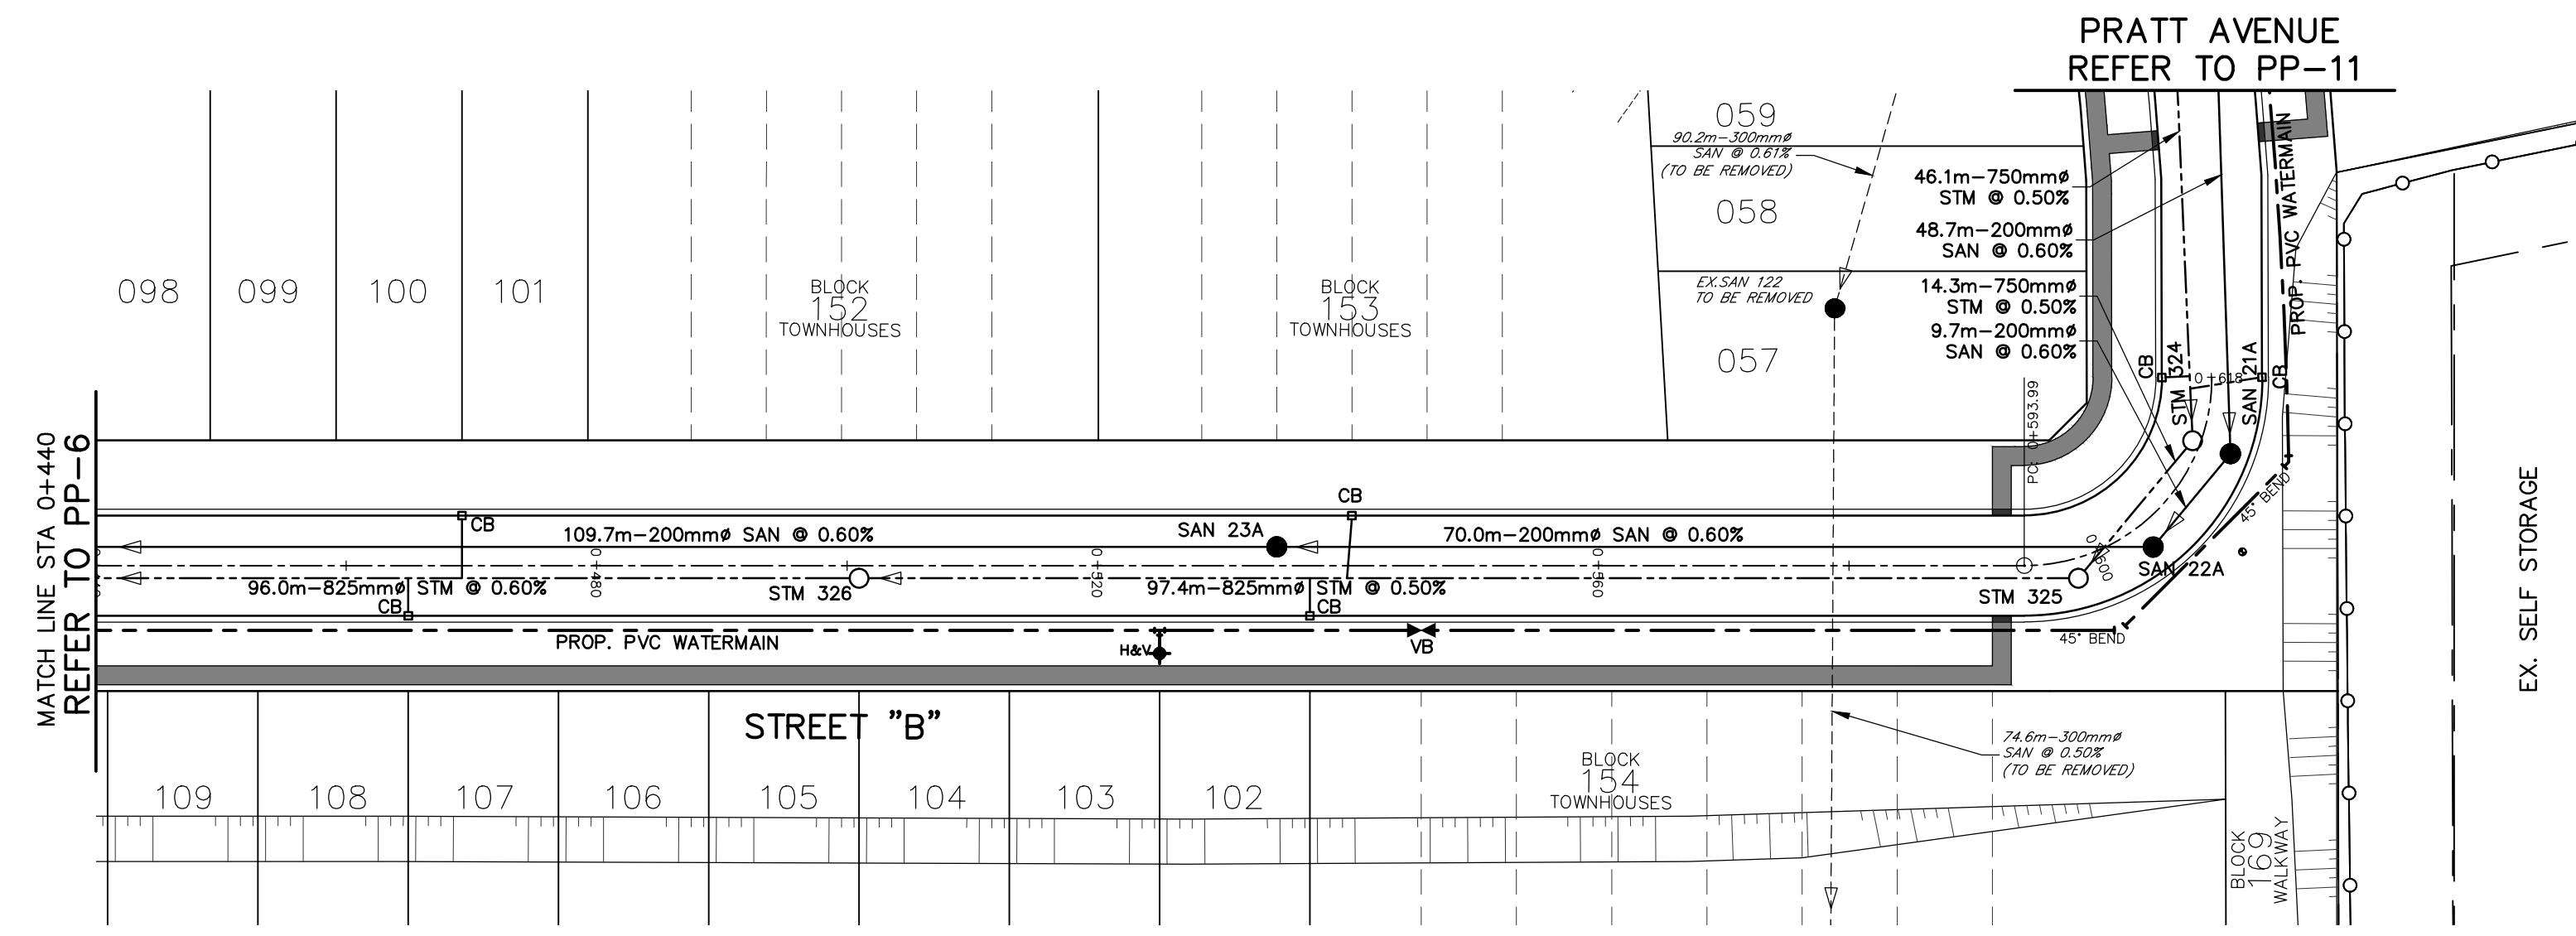 PRATT AVENUE
REFER TO PP-11
059
90.2m-300mmø
SAN @ 0.61%
(TO BE REMOVED)
46.1m-750mmø
STM @ 0.50%
058
48.7m-200mmø
SAN @ 0.60%
EX.SAN 122
TO BE REMOVED
14.3m-750mmø
STM @ 0.50%
9.7m-200mmø
SAN @ 0.60%
057
PROP. PVC WATERMAIN
098
099
100
101
BLOCK
152
TOWNHOUSES
BLOCK
153
TOWNHOUSES
CB
STM 324
0+618
SAN 21A
CB
PC: 0+593.99
MATCH LINE STA 0+440
REFER TO PP-6
CB
109.7m-200mmø SAN @ 0.60%
SAN 23A
CB
70.0m-200mmø SAN @ 0.60%
45° BEND
0+480
0+520
0+560
0+600
SAN 22A
96.0m-825mmø STM @ 0.60%
CB
STM 326
97.4m-825mmø STM @ 0.50%
CB
STM 325
45° BEND
PROP. PVC WATERMAIN
H&V
VB
STREET "B"
EX. SELF STORAGE
74.6m-300mmø
SAN @ 0.50%
(TO BE REMOVED)
109
108
107
106
105
104
103
102
BLOCK
154
TOWNHOUSES
BLOCK
169
WALKWAY